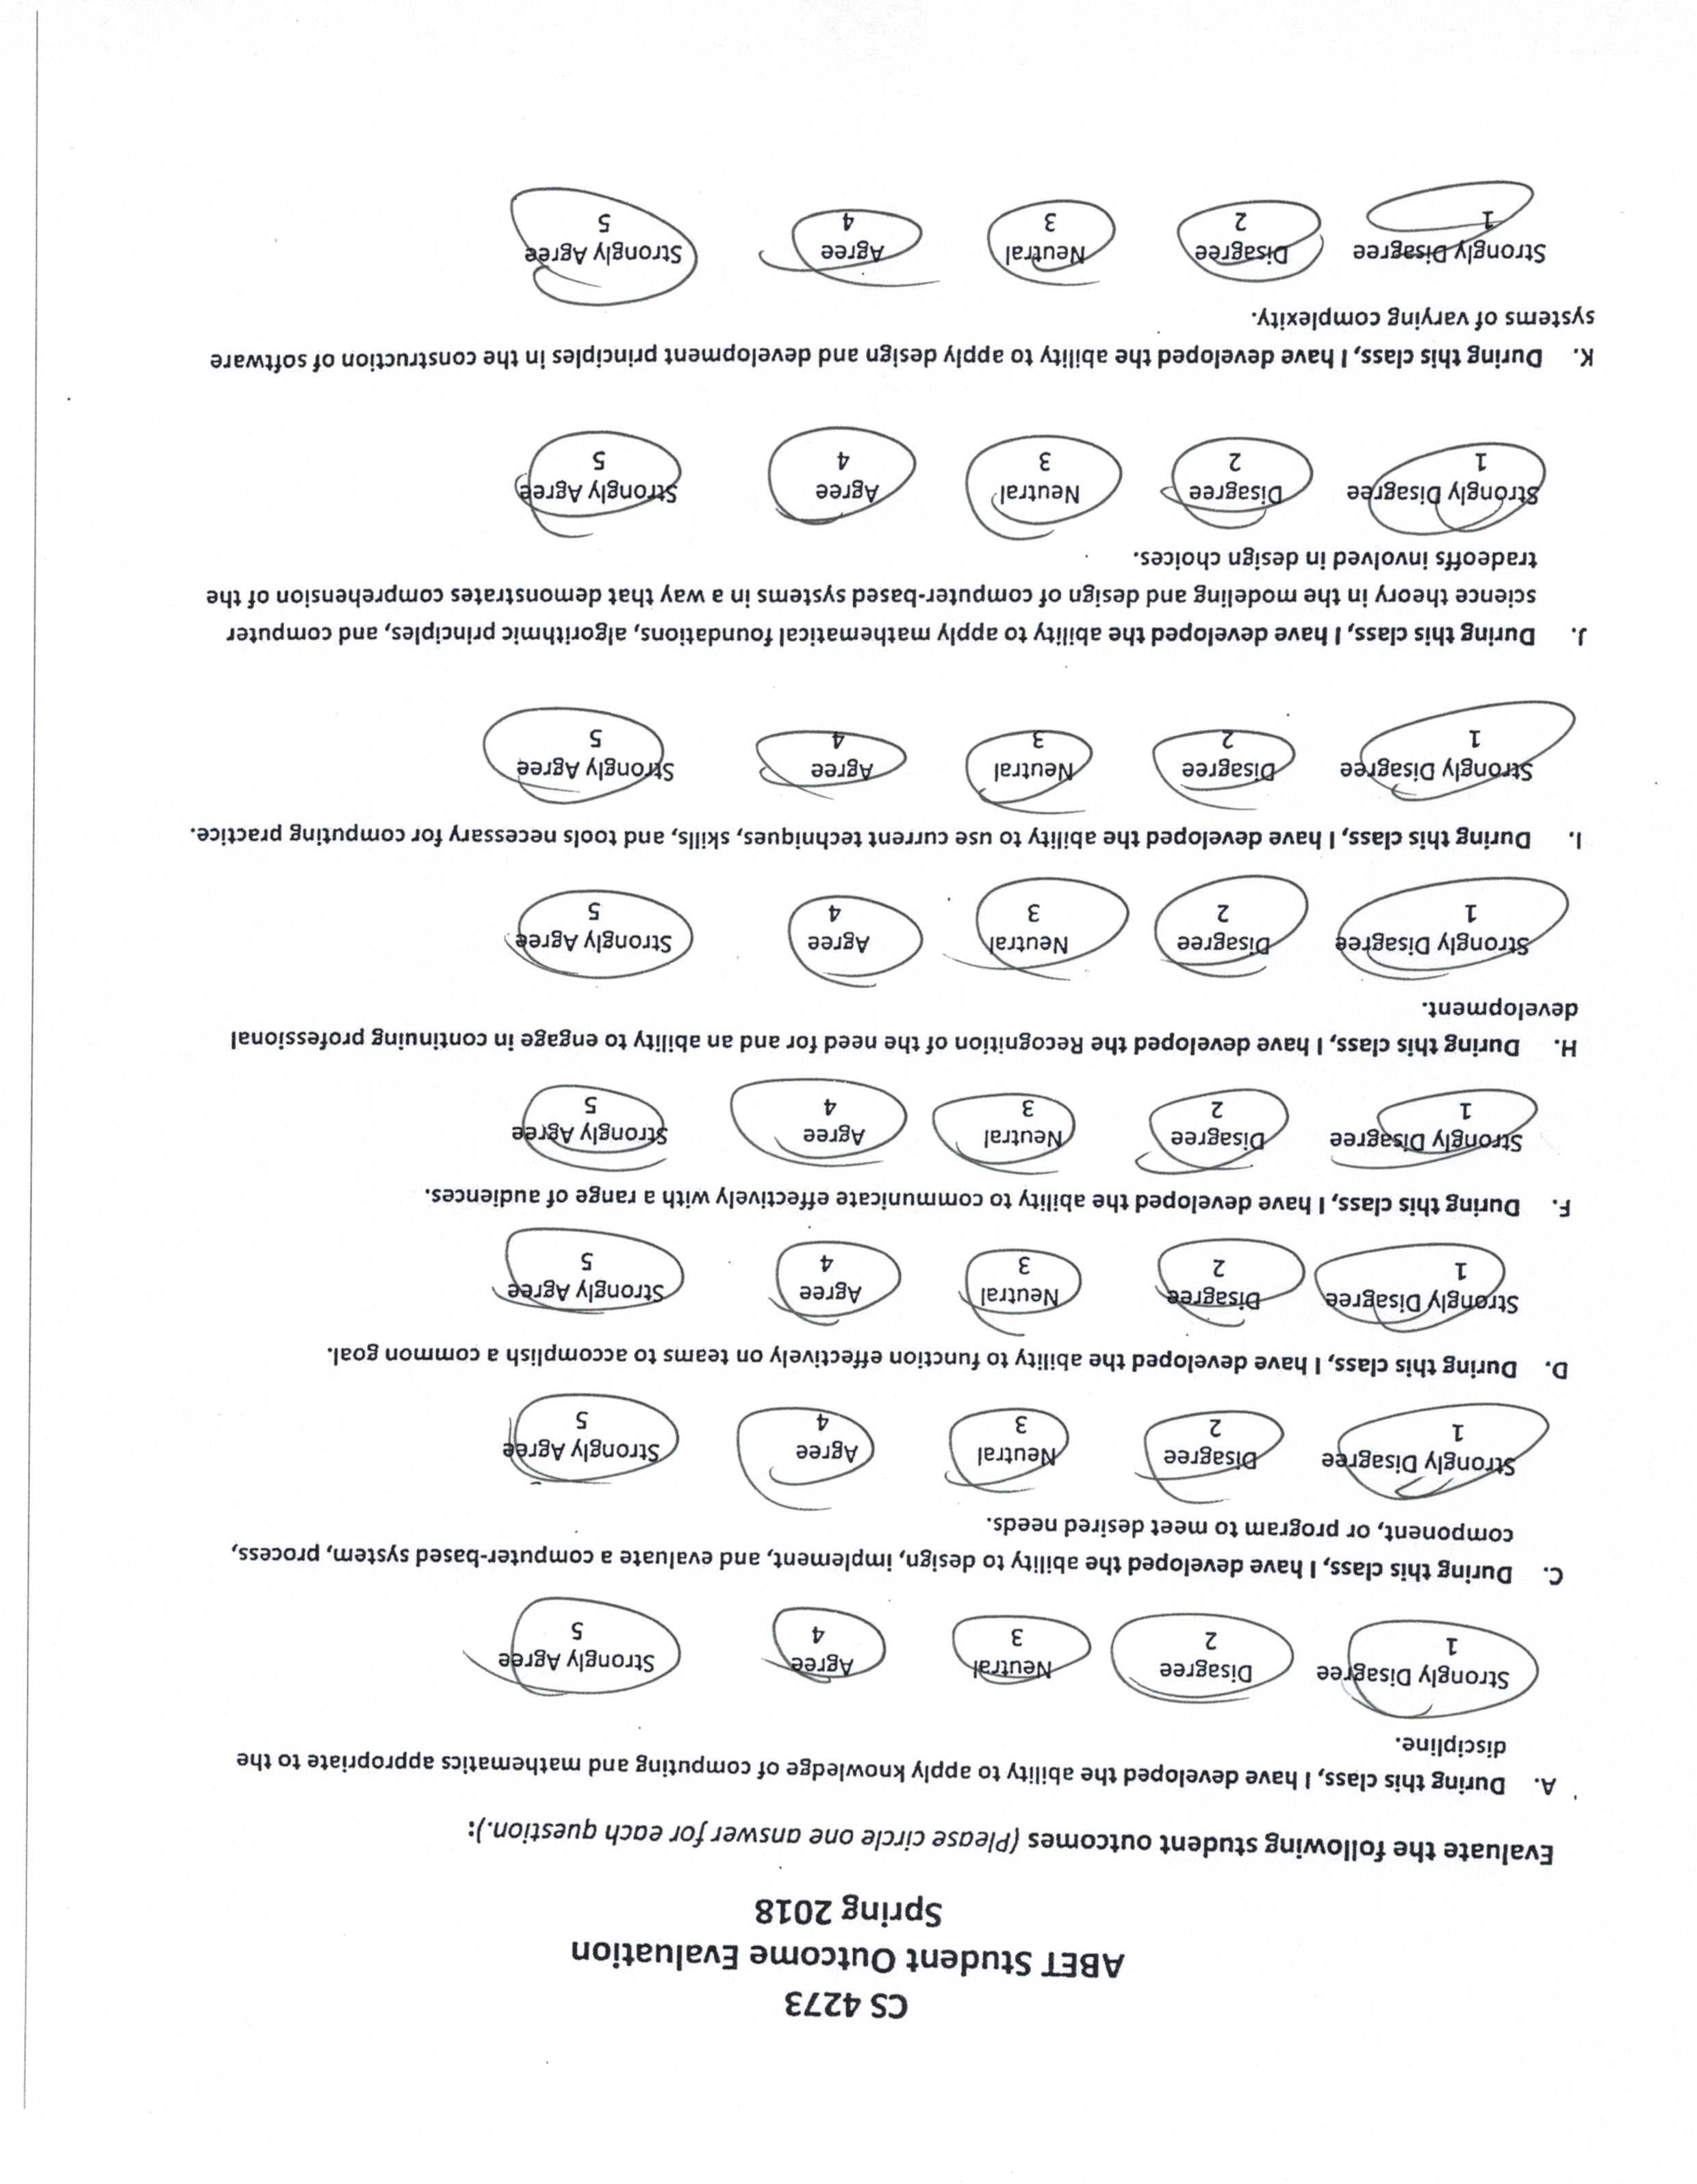 CS 4273
ABET Student Outcome Evaluation
Spring 2018
Evaluate the following student outcomes (Please circle one answer for each question.):
A. During this class, I have developed the ability to apply knowledge of computing and mathematics appropriate to the
discipline.
Strongly Disagree Disagree Neutral Agree Strongly Agree
1 2 3 4 5
C. During this class, I have developed the ability to design, implement, and evaluate a computer-based system, process,
component, or program to meet desired needs.
Strongly Disagree Disagree Neutral Agree Strongly Agree
1 2 3 4 5
D. During this class, I have developed the ability to function effectively on teams to accomplish a common goal.
Strongly Disagree Disagree Neutral Agree Strongly Agree
1 2 3 4 5
F. During this class, I have developed the ability to communicate effectively with a range of audiences.
Strongly Disagree Disagree Neutral Agree Strongly Agree
1 2 3 4 5
H. During this class, I have developed the Recognition of the need for and an ability to engage in continuing professional
development.
Strongly Disagree Disagree Neutral Agree Strongly Agree
1 2 3 4 5
I. During this class, I have developed the ability to use current techniques, skills, and tools necessary for computing practice.
Strongly Disagree Disagree Neutral Agree Strongly Agree
1 2 3 4 5
J. During this class, I have developed the ability to apply mathematical foundations, algorithmic principles, and computer
science theory in the modeling and design of computer-based systems in a way that demonstrates comprehension of the
tradeoffs involved in design choices.
Strongly Disagree Disagree Neutral Agree Strongly Agree
1 2 3 4 5
K. During this class, I have developed the ability to apply design and development principles in the construction of software
systems of varying complexity.
Strongly Disagree Disagree Neutral Agree Strongly Agree
1 2 3 4 5